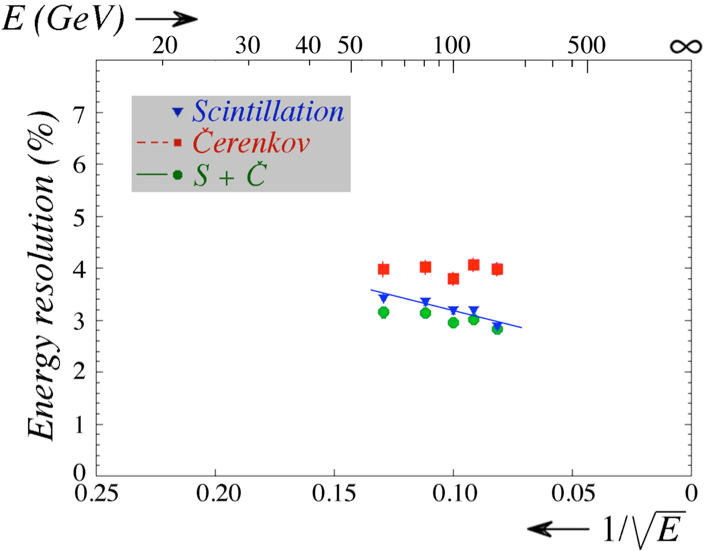 E (GeV)
20 30 40 50 100 500 ∞
Energy resolution (%)
7
6
5
4
3
2
1
0
Scintillation
Čerenkov
S + Č
0.25 0.20 0.15 0.10 0.05 0
1/√E